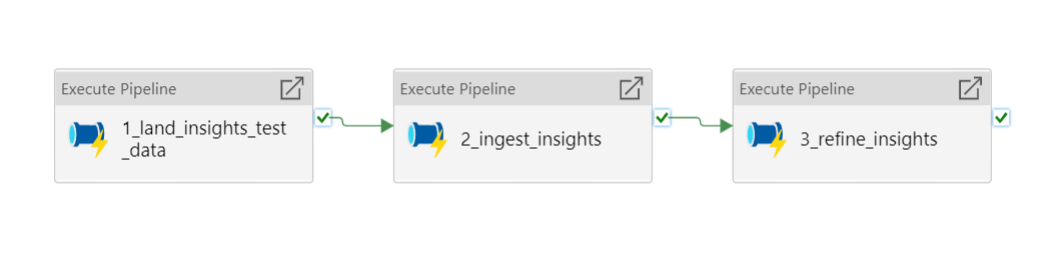 Execute Pipeline
1_land_insights_test
_data
Execute Pipeline
2_ingest_insights
Execute Pipeline
3_refine_insights